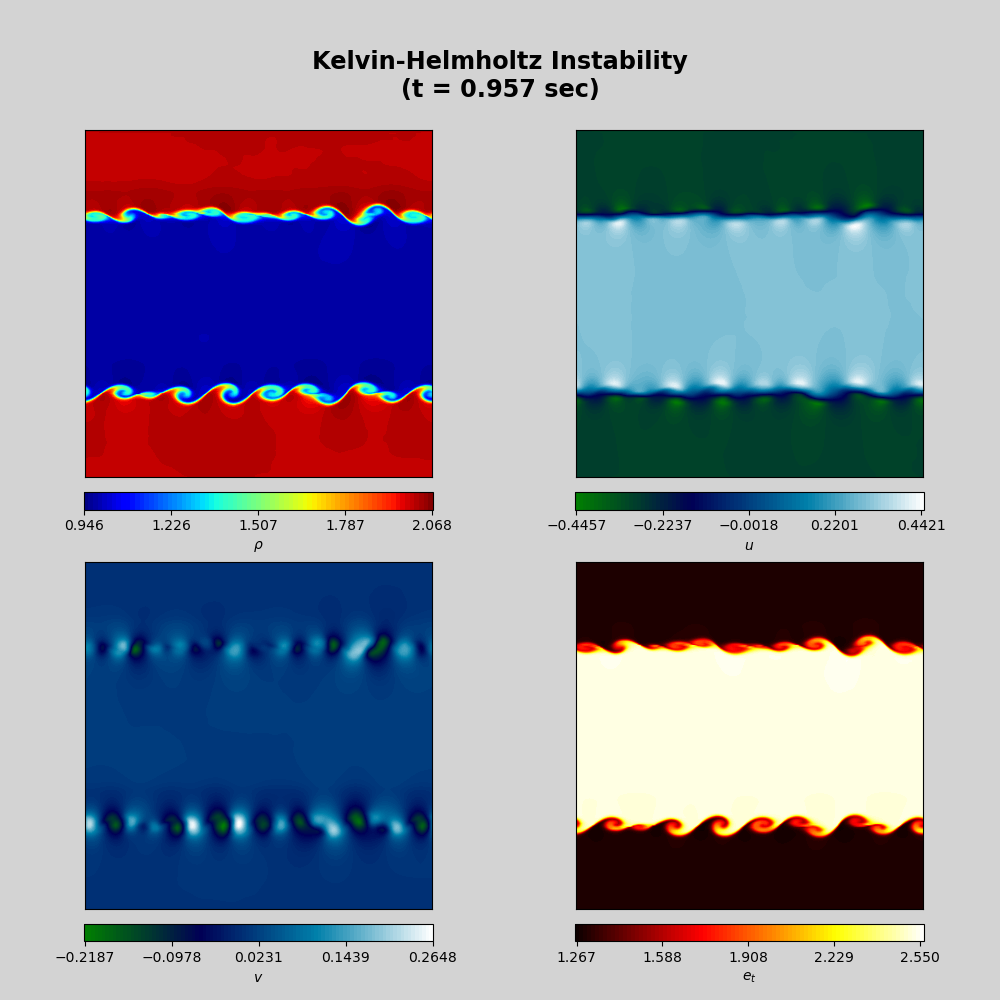 Kelvin-Helmholtz Instability
(t = 0.957 sec)
0.946 1.226 1.507 1.787 2.068
ρ
−0.4457 −0.2237 −0.0018 0.2201 0.4421
u
−0.2187 −0.0978 0.0231 0.1439 0.2648
v
1.267 1.588 1.908 2.229 2.550
eₜ